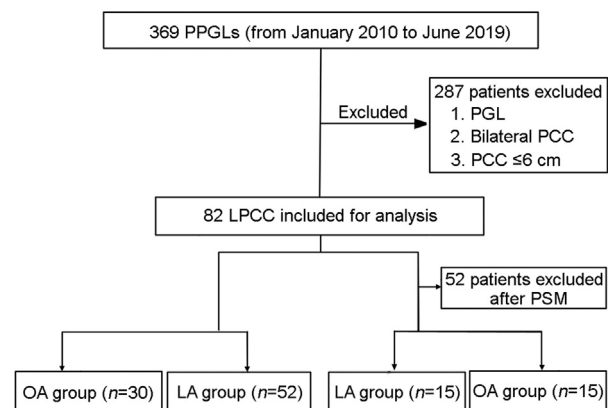 369 PPGLs (from January 2010 to June 2019)
Excluded
287 patients excluded
1. PGL
2. Bilateral PCC
3. PCC ≤6 cm
82 LPCC included for analysis
52 patients excluded
after PSM
OA group (n=30)
LA group (n=52)
LA group (n=15)
OA group (n=15)